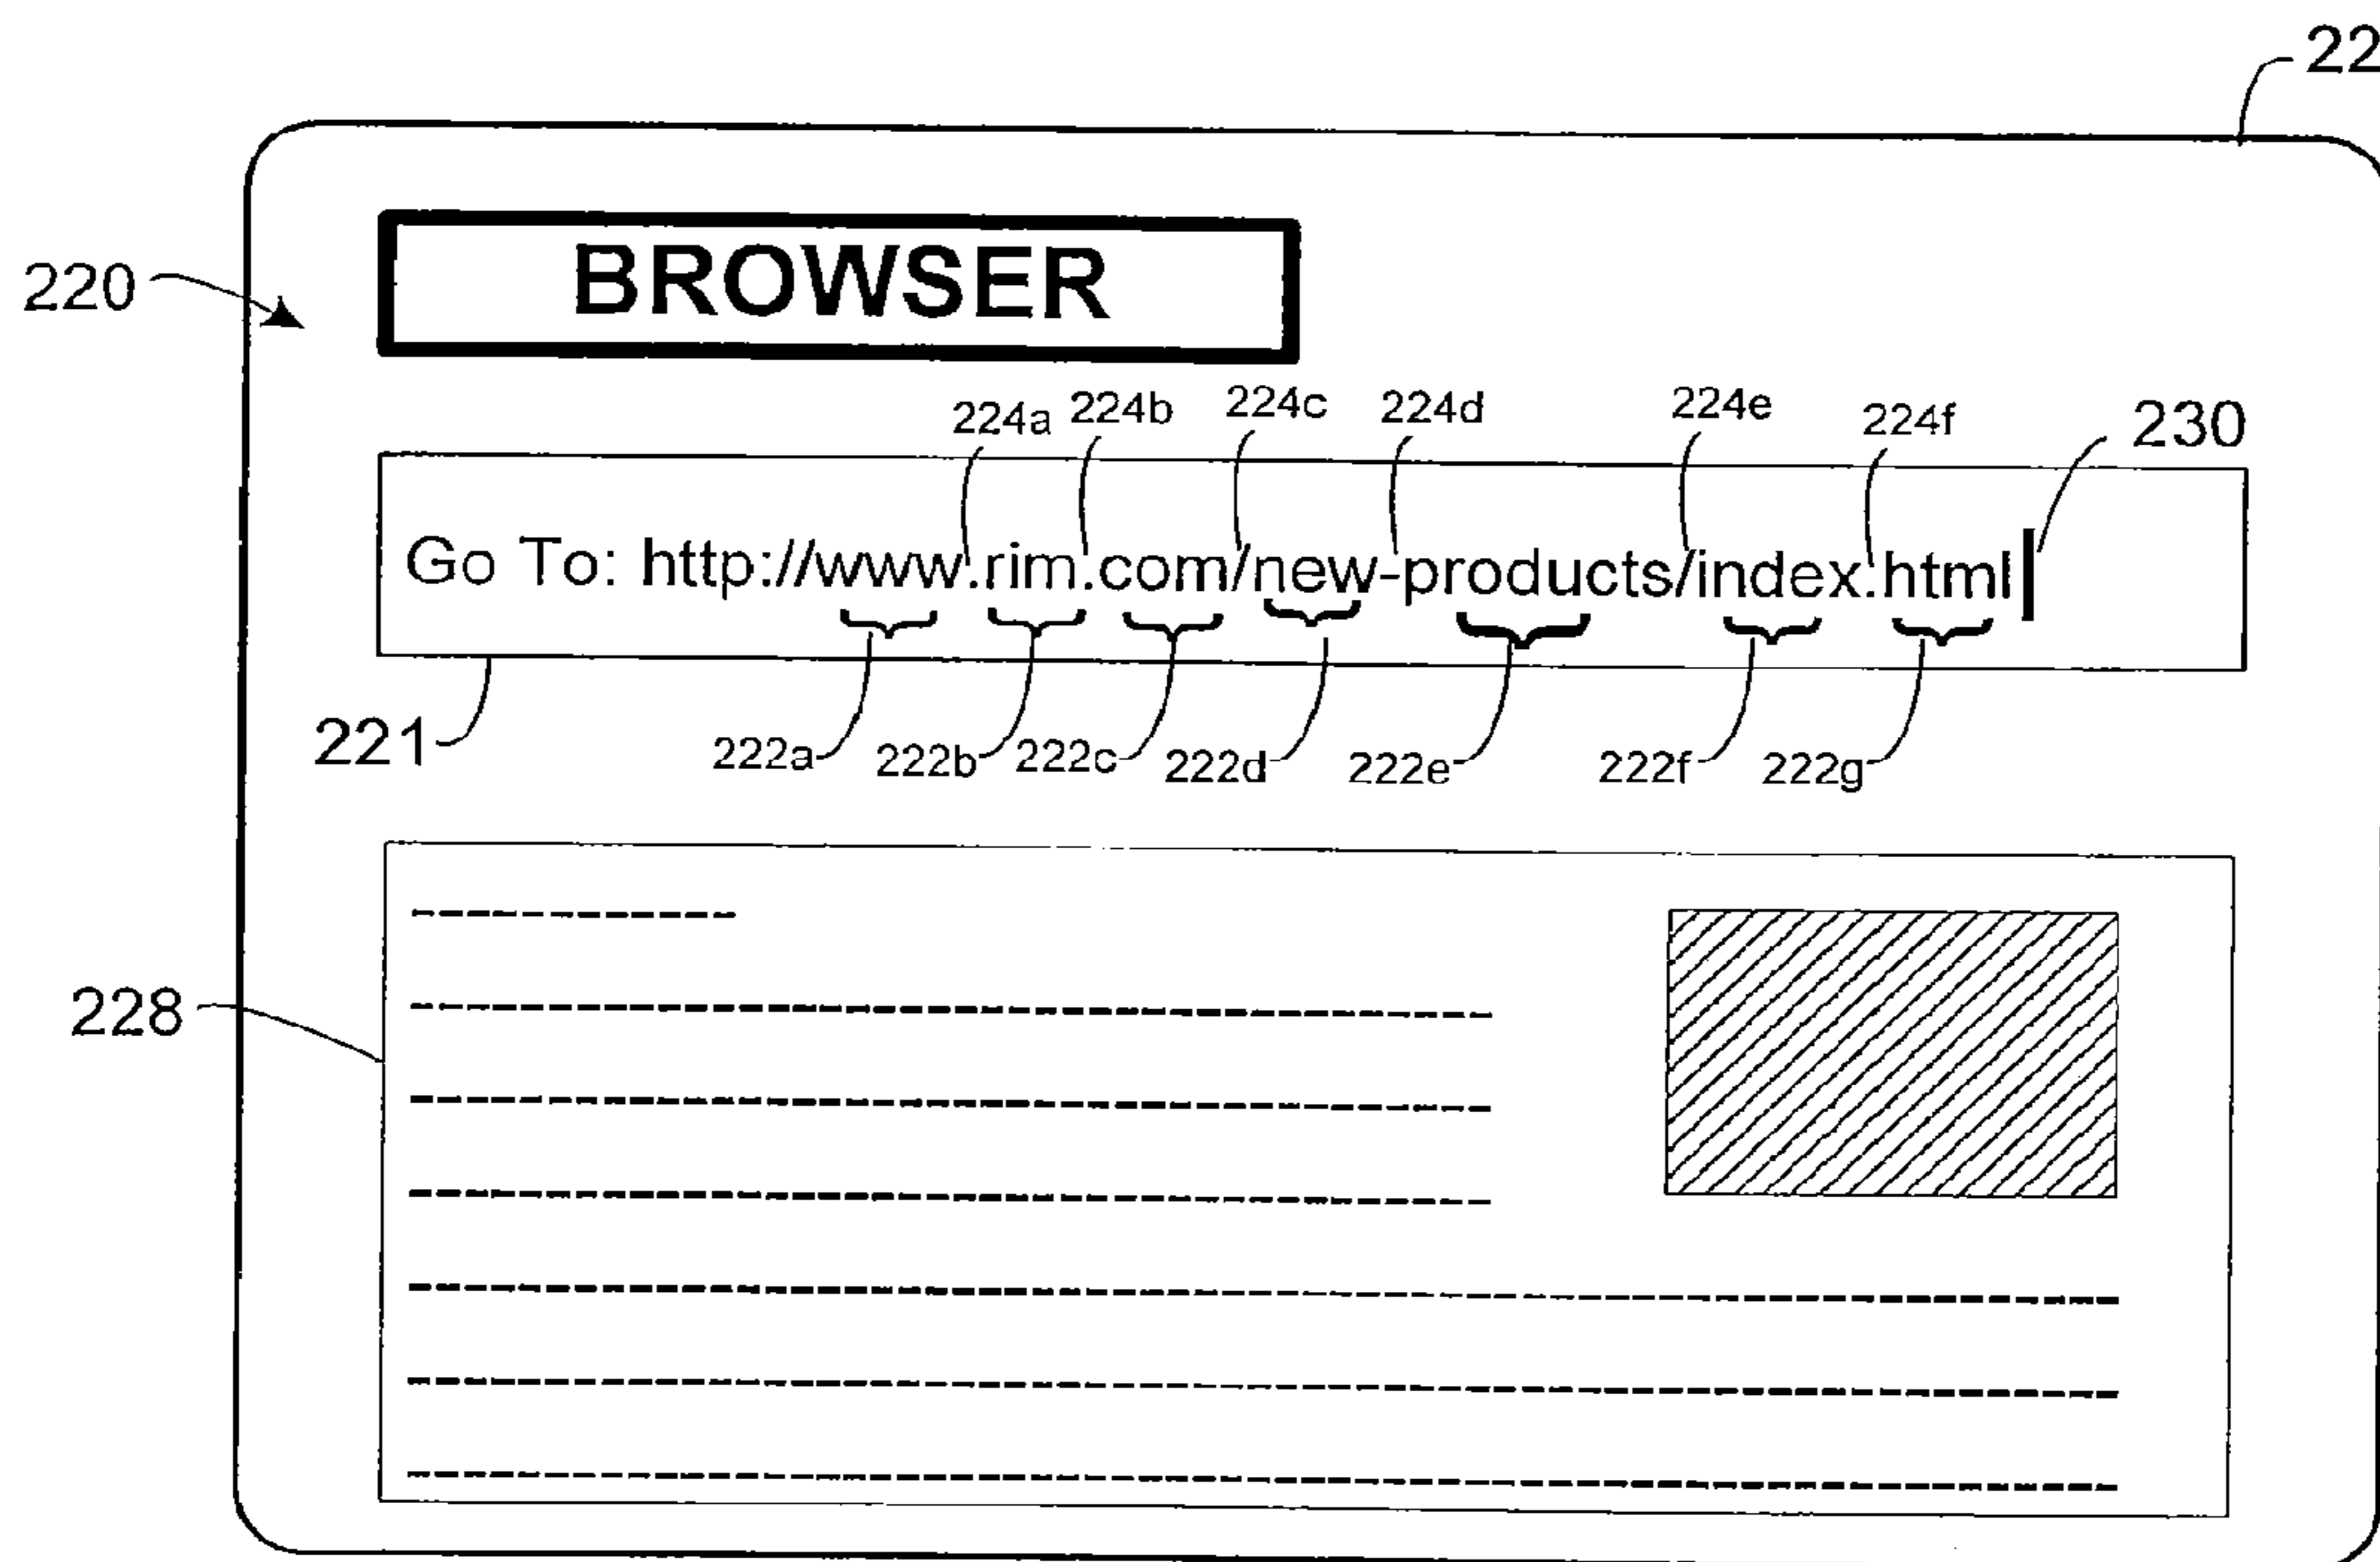 22
220
BROWSER
224a 224b 224c 224d 224e 224f 230
Go To: http://www.rim.com/new-products/index.html
221 222a 222b 222c 222d 222e 222f 222g
228